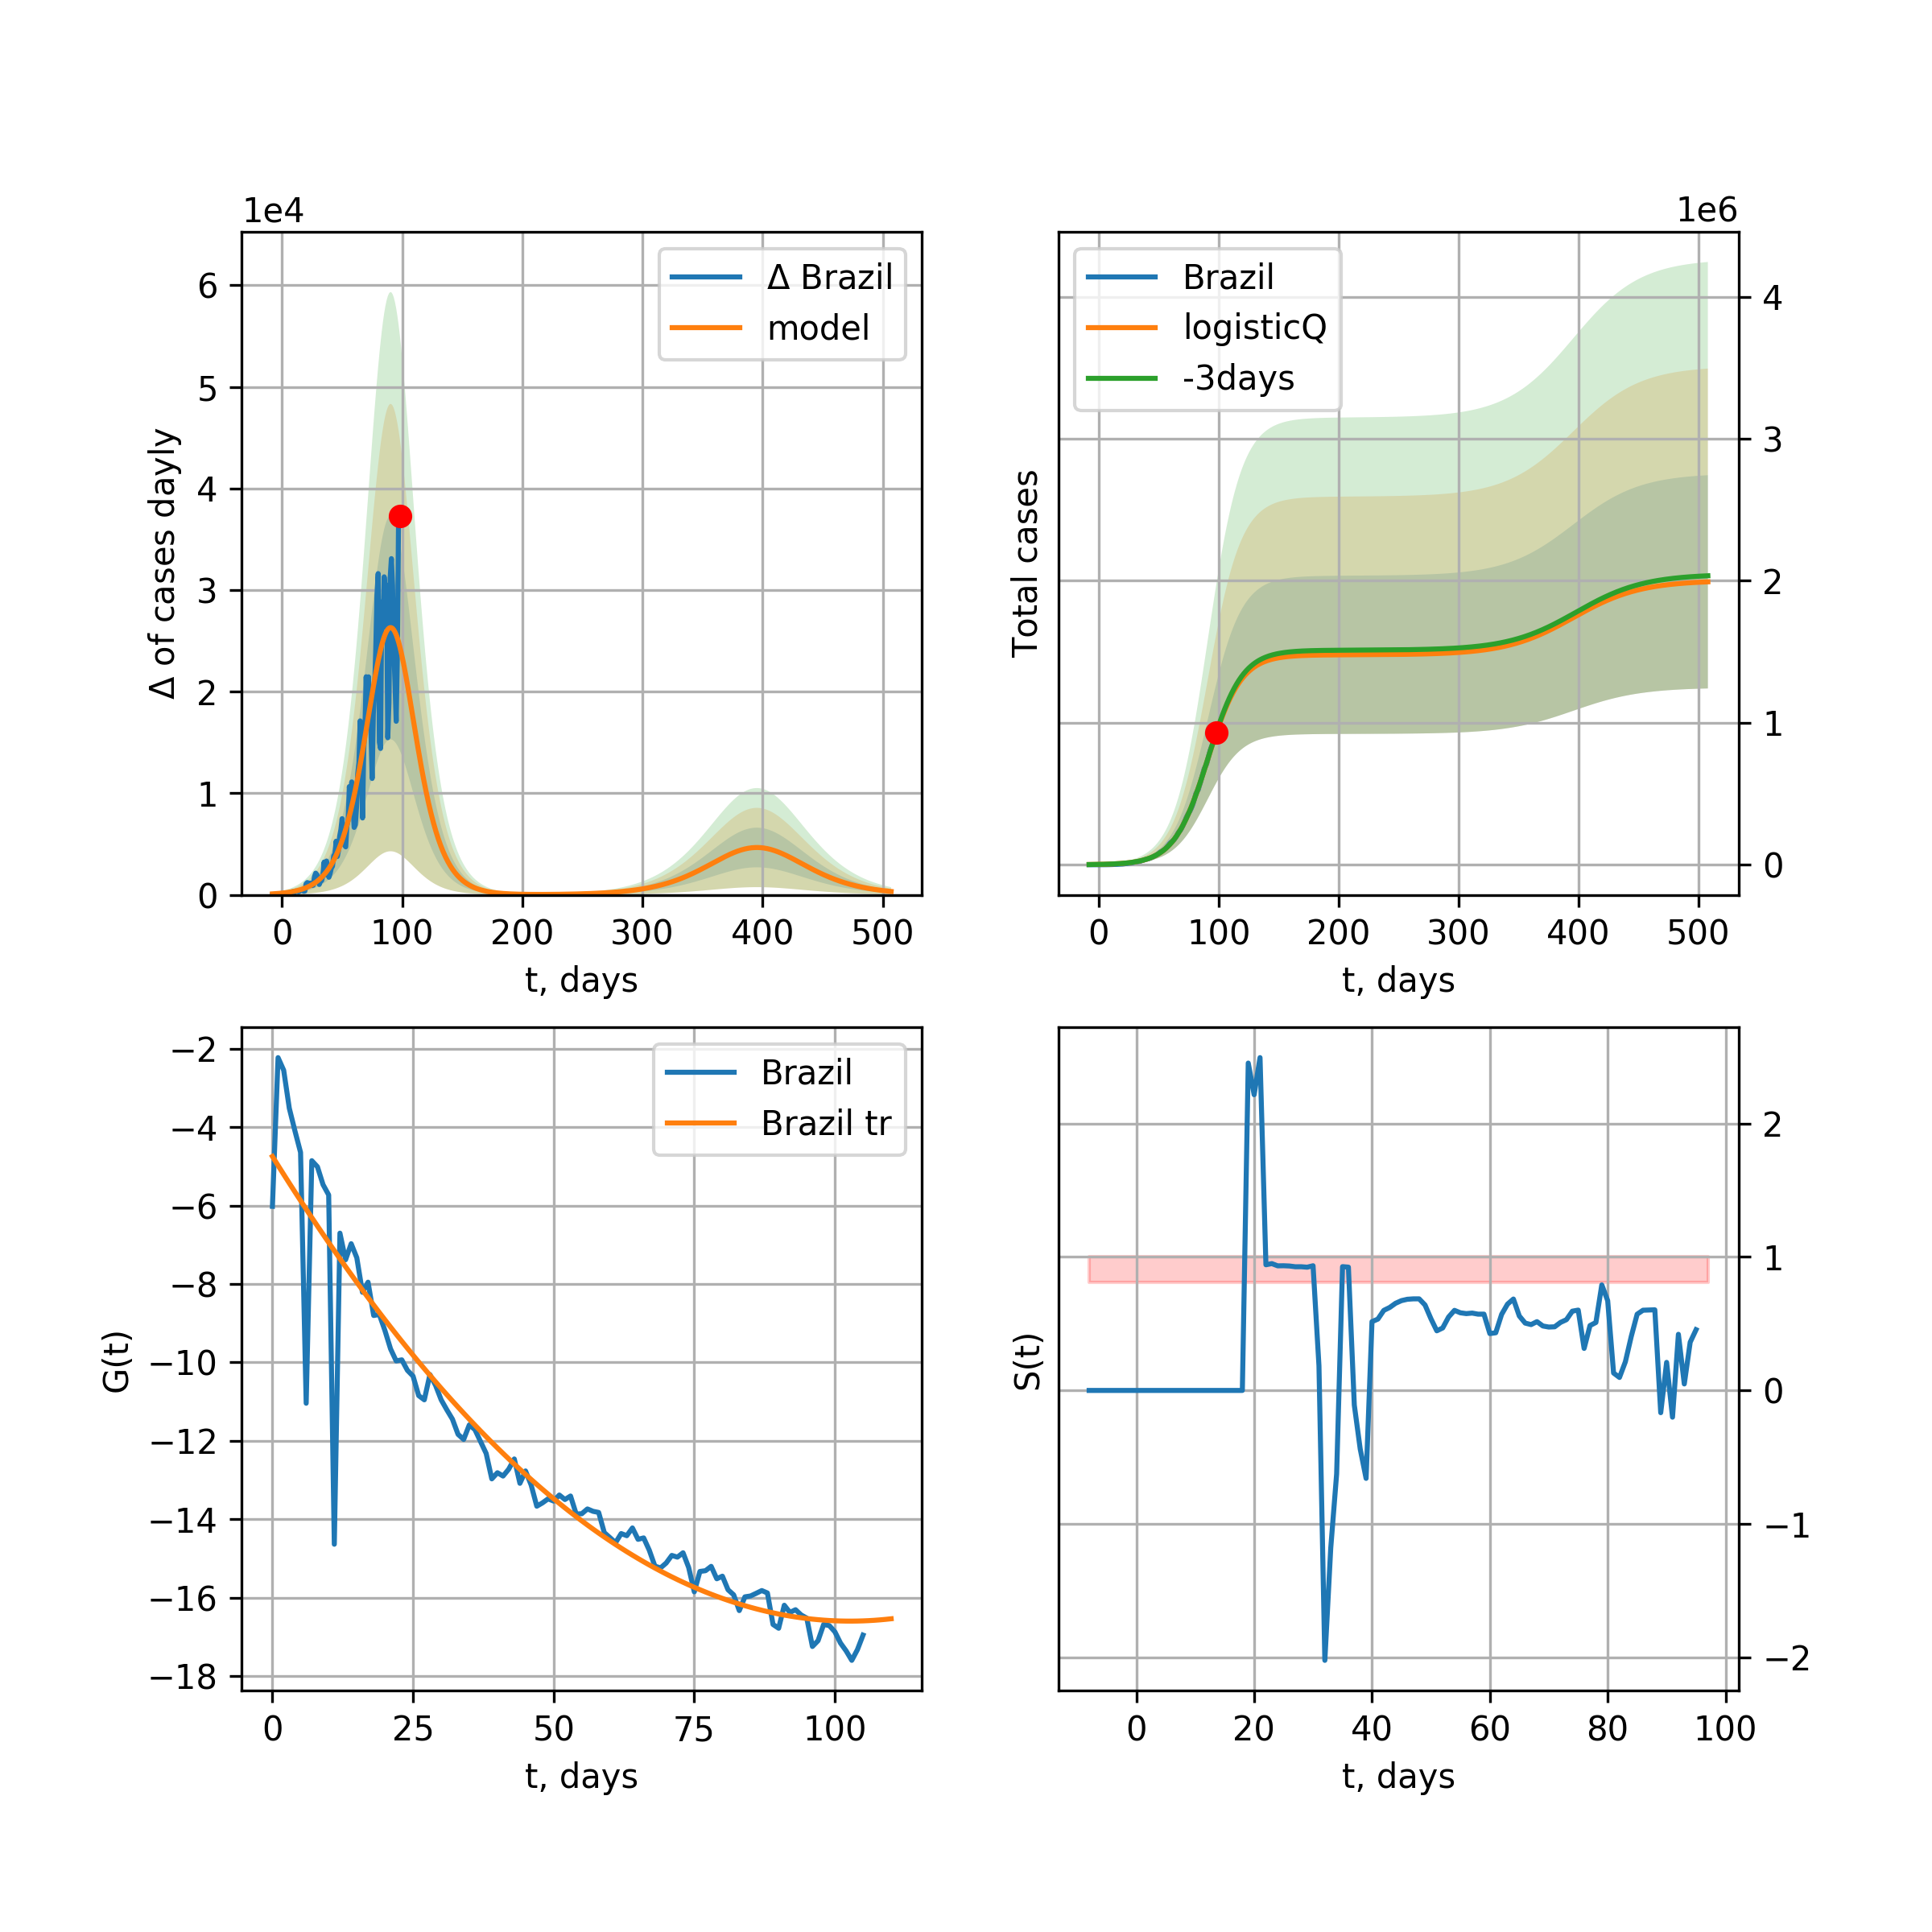 1e4
Δ of cases dayly
6
5
4
3
2
1
0
Δ Brazil
model
0 100 200 300 400 500
t, days
1e6
Total cases
Brazil
logisticQ
-3days
4
3
2
1
0
0 100 200 300 400 500
t, days
G(t)
−2
−4
−6
−8
−10
−12
−14
−16
−18
Brazil
Brazil tr
0 25 50 75 100
t, days
S(t)
2
1
0
−1
−2
0 20 40 60 80 100
t, days